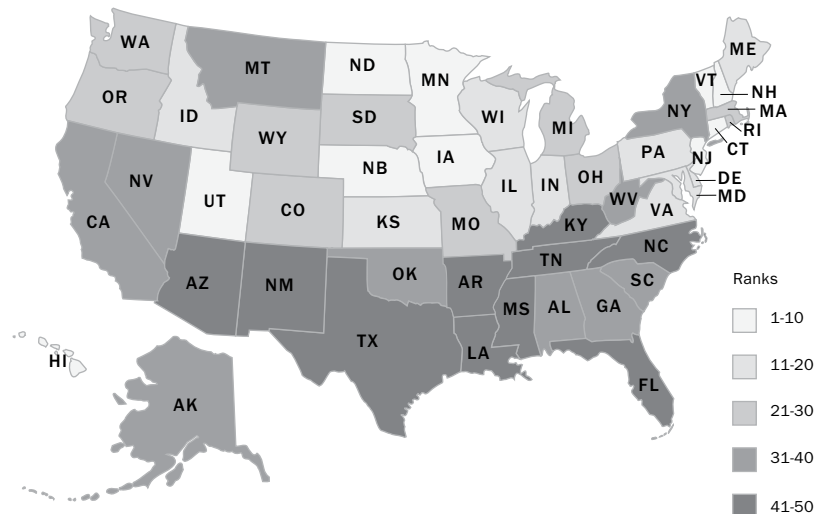 WA
MT
ND
MN
ME
VT
NH
OR
ID
SD
WI
MI
NY
MA
RI
CT
WY
NB
IA
PA
NJ
NV
UT
IL
IN
OH
DE
MD
CA
CO
KS
MO
WV
VA
KY
NC
AZ
NM
OK
AR
TN
SC
TX
MS
AL
GA
LA
FL
HI
AK
Ranks
1-10
11-20
21-30
31-40
41-50